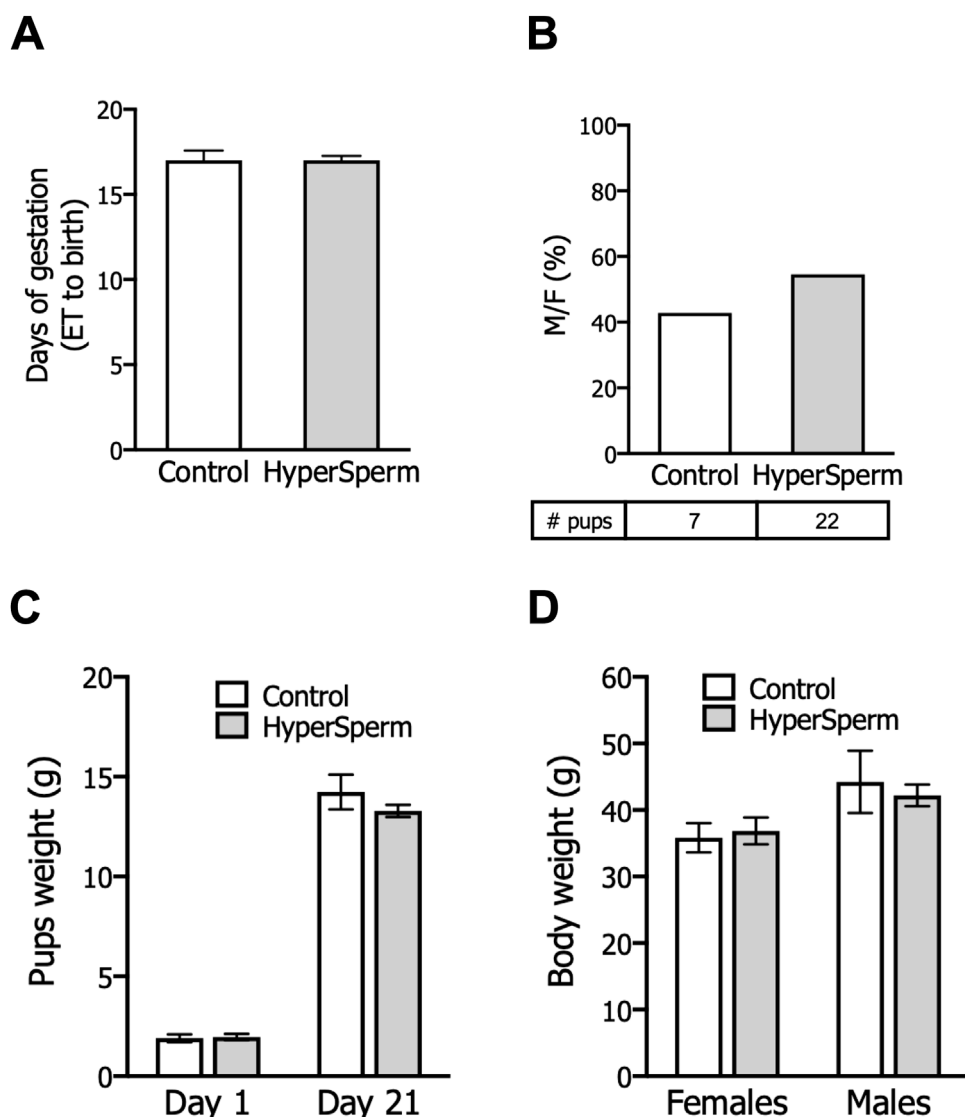 A
Days of gestation
(ET to birth)
20
15
10
5
0
Control HyperSperm
B
M/F (%)
100
80
60
40
20
0
Control HyperSperm
# pups 7 22
C
Pups weight (g)
20
15
10
5
0
Control
HyperSperm
Day 1 Day 21
D
Body weight (g)
60
50
40
30
20
10
0
Control
HyperSperm
Females Males